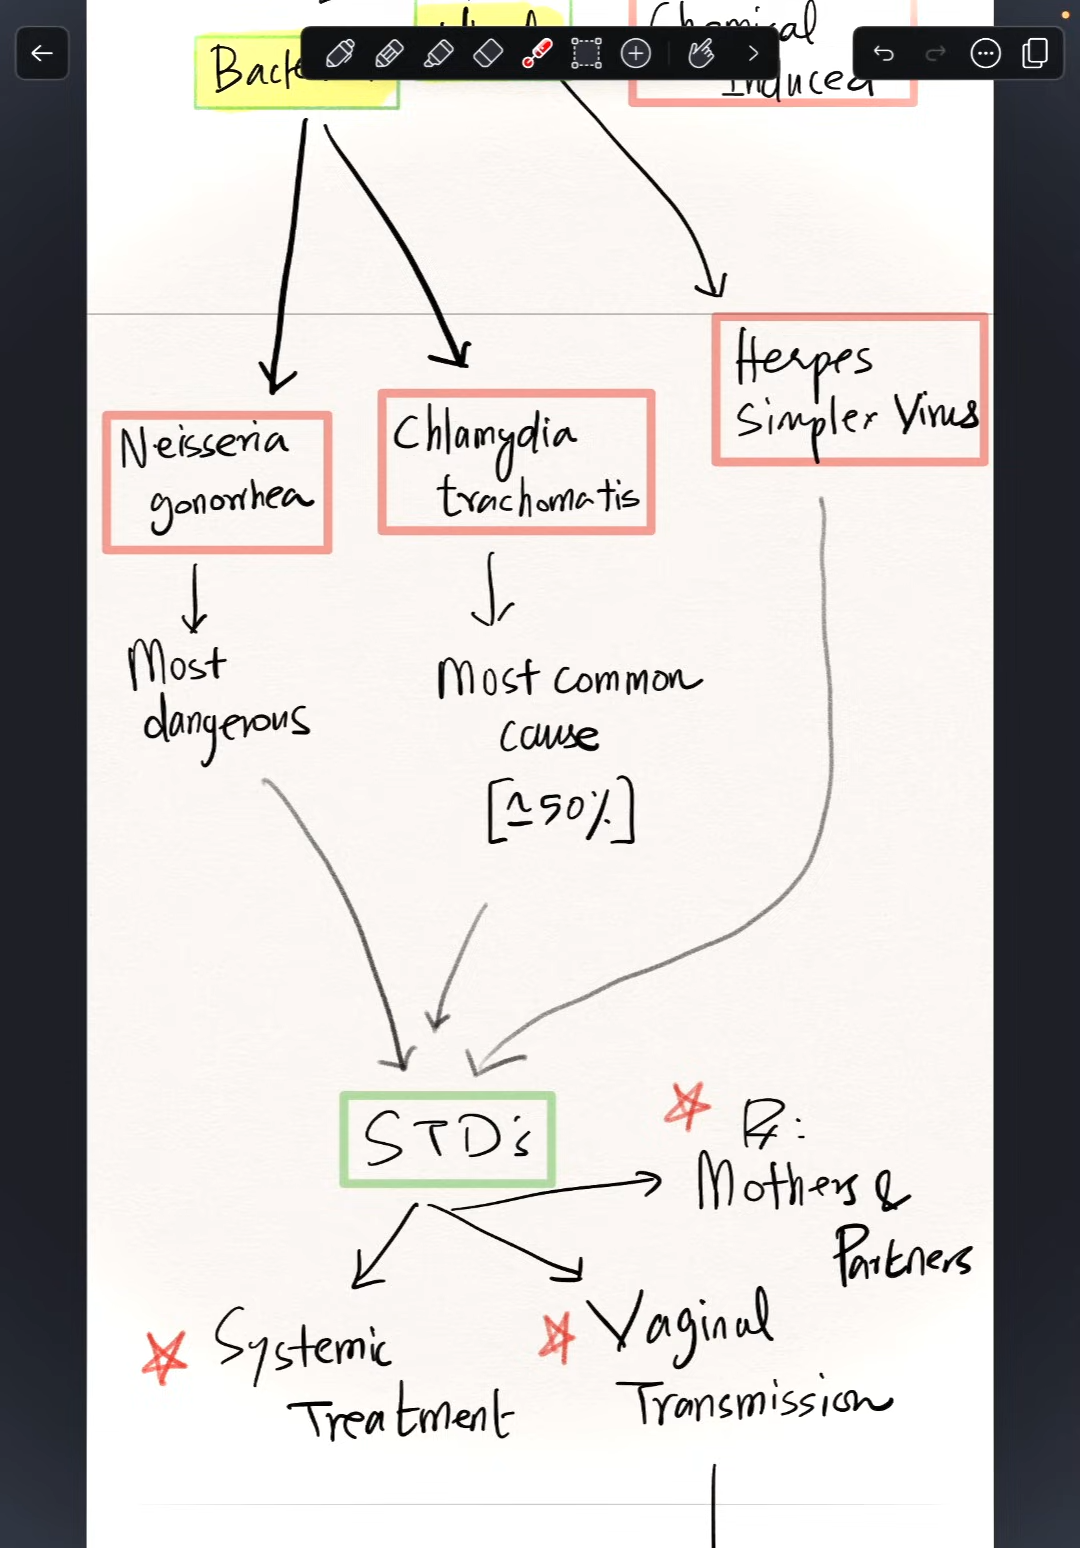 Chemical
Induced
Herpes
Simplex Virus
Neisseria
gonorrhea
Chlamydia
trachomatis
Most
dangerous
Most common
cause
[≃50%]
STD's
Rx:
Mothers &
Partners
Systemic
Treatment
Vaginal
Transmission